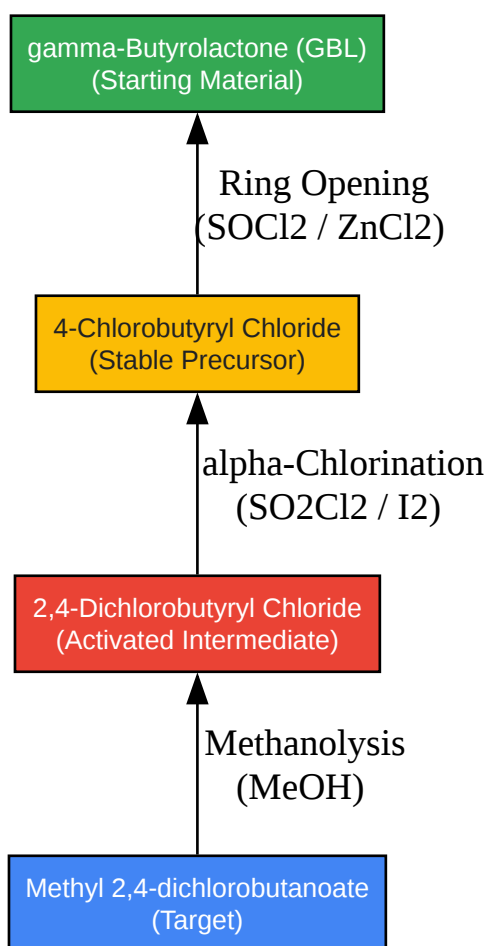 gamma-Butyrolactone (GBL)
(Starting Material)
Ring Opening
(SOCl2 / ZnCl2)
4-Chlorobutyryl Chloride
(Stable Precursor)
alpha-Chlorination
(SO2Cl2 / I2)
2,4-Dichlorobutyryl Chloride
(Activated Intermediate)
Methanolysis
(MeOH)
Methyl 2,4-dichlorobutanoate
(Target)